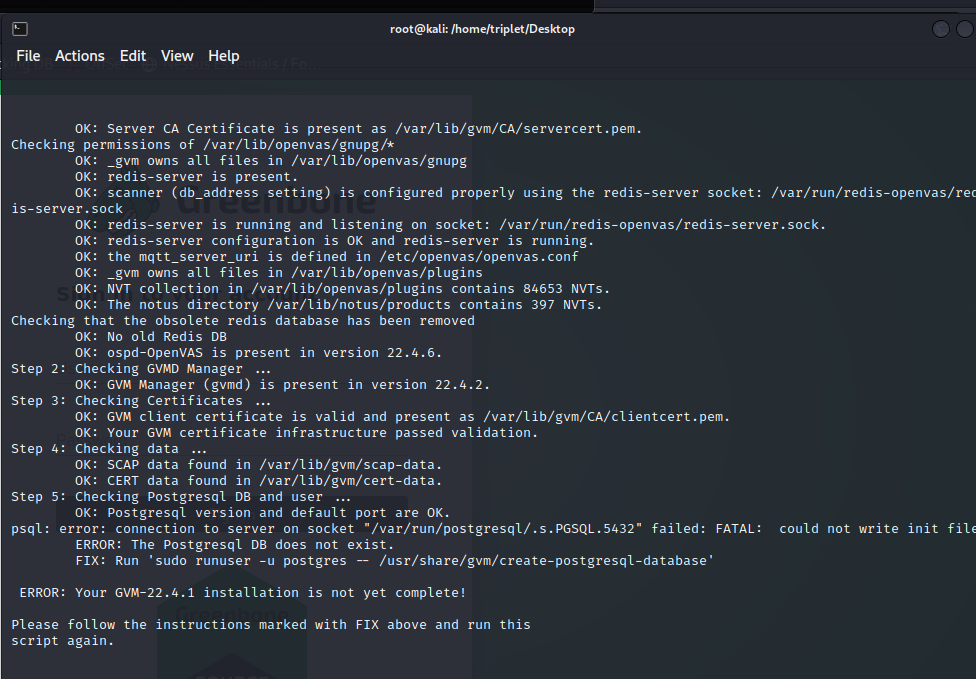 root@kali: /home/triplet/Desktop
File Actions Edit View Help
OK: Server CA Certificate is present as /var/lib/gvm/CA/servercert.pem.
Checking permissions of /var/lib/openvas/gnupg/*
OK: _gvm owns all files in /var/lib/openvas/gnupg
OK: redis-server is present.
OK: scanner (db_address setting) is configured properly using the redis-server socket: /var/run/redis-openvas/red
is-server.sock
OK: redis-server is running and listening on socket: /var/run/redis-openvas/redis-server.sock.
OK: redis-server configuration is OK and redis-server is running.
OK: the mqtt_server_uri is defined in /etc/openvas/openvas.conf
OK: _gvm owns all files in /var/lib/openvas/plugins
OK: NVT collection in /var/lib/openvas/plugins contains 84653 NVTs.
OK: The notus directory /var/lib/notus/products contains 397 NVTs.
Checking that the obsolete redis database has been removed
OK: No old Redis DB
OK: ospd-OpenVAS is present in version 22.4.6.
Step 2: Checking GVMD Manager ...
OK: GVM Manager (gvmd) is present in version 22.4.2.
Step 3: Checking Certificates ...
OK: GVM client certificate is valid and present as /var/lib/gvm/CA/clientcert.pem.
OK: Your GVM certificate infrastructure passed validation.
Step 4: Checking data ...
OK: SCAP data found in /var/lib/gvm/scap-data.
OK: CERT data found in /var/lib/gvm/cert-data.
Step 5: Checking Postgresql DB and user ...
OK: Postgresql version and default port are OK.
psql: error: connection to server on socket "/var/run/postgresql/.s.PGSQL.5432" failed: FATAL:  could not write init file
ERROR: The Postgresql DB does not exist.
FIX: Run 'sudo runuser -u postgres -- /usr/share/gvm/create-postgresql-database'
ERROR: Your GVM-22.4.1 installation is not yet complete!
Please follow the instructions marked with FIX above and run this
script again.
Greenbone
Sign in to your account
Greenbone